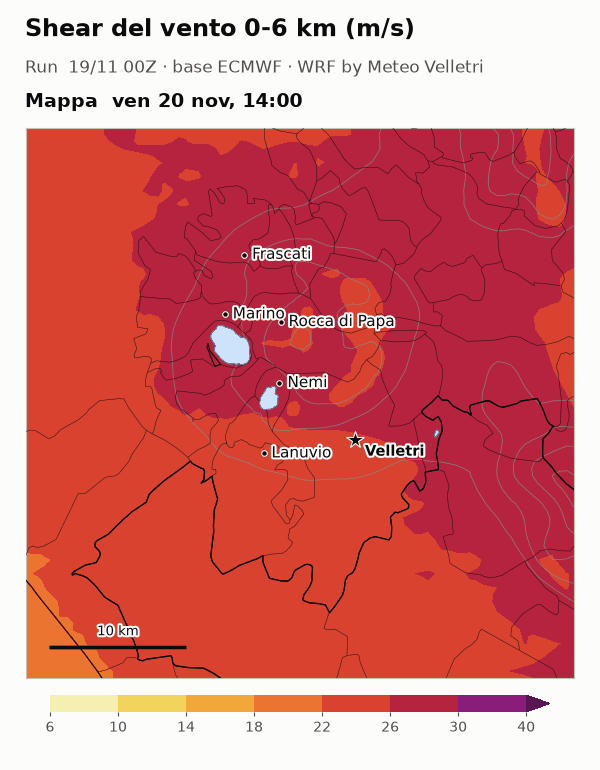 Shear del vento 0-6 km (m/s)
Run 19/11 00Z · base ECMWF · WRF by Meteo Velletri
Mappa ven 20 nov, 14:00
Frascati
Marino
Rocca di Papa
Nemi
Velletri
Lanuvio
10 km
6 10 14 18 22 26 30 40